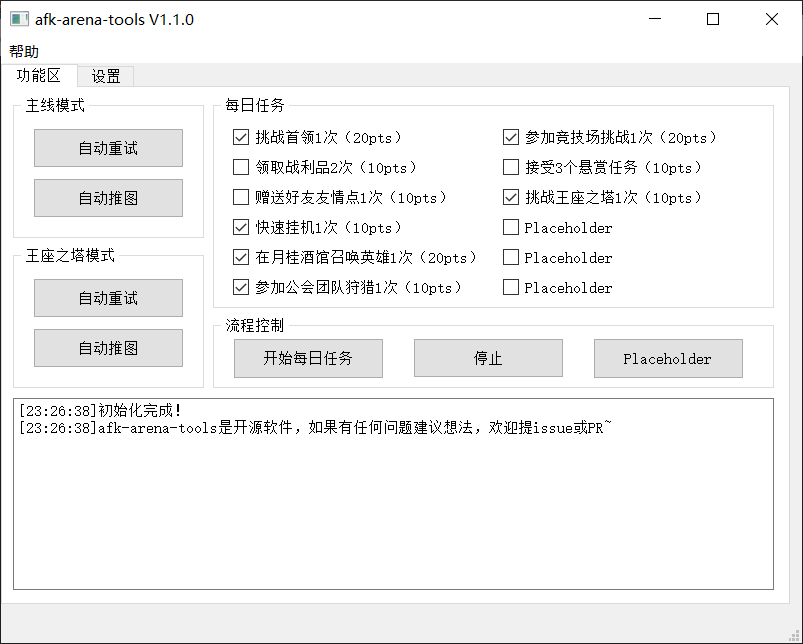 afk-arena-tools V1.1.0
帮助
功能区 设置
主线模式
自动重试
自动推图
王座之塔模式
自动重试
自动推图
每日任务
挑战首领1次（20pts）
参加竞技场挑战1次（20pts）
领取战利品2次（10pts）
接受3个悬赏任务（10pts）
赠送好友友情点1次（10pts）
挑战王座之塔1次（10pts）
快速挂机1次（10pts）
Placeholder
在月桂酒馆召唤英雄1次（20pts）
Placeholder
参加公会团队狩猎1次（10pts）
Placeholder
流程控制
开始每日任务 停止 Placeholder
[23:26:38]初始化完成！
[23:26:38]afk-arena-tools是开源软件，如果有任何问题建议想法，欢迎提issue或PR~